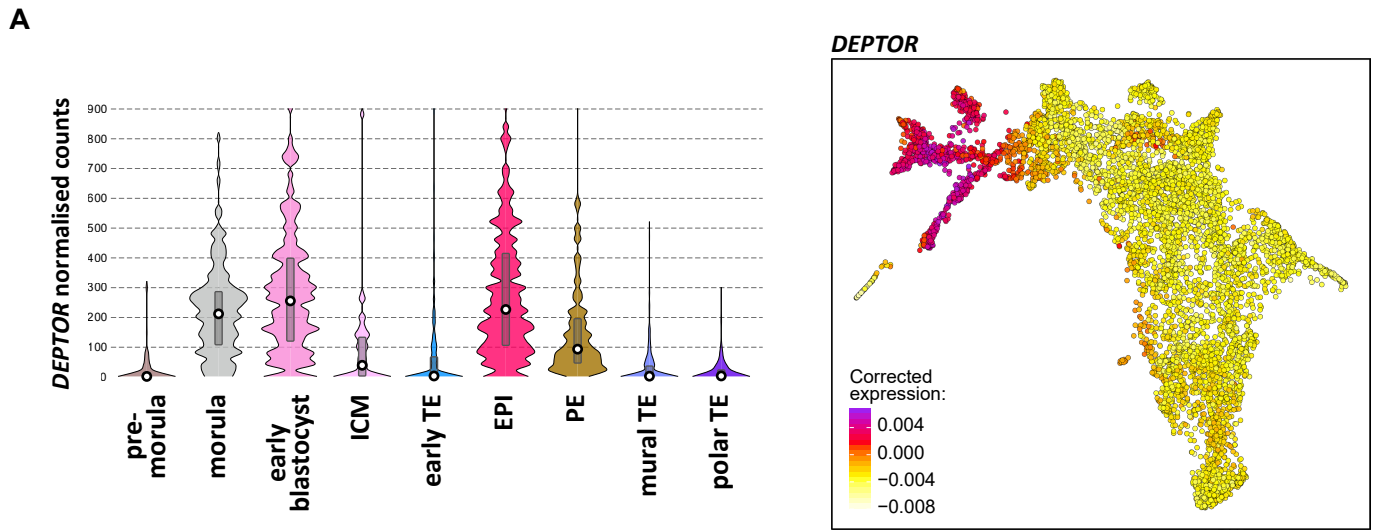 A
DEPTOR normalised counts
900
800
700
600
500
400
300
200
100
0
pre-
morula
morula
early
blastocyst
ICM
early TE
EPI
PE
mural TE
polar TE
DEPTOR
Corrected
expression:
0.004
0.000
−0.004
−0.008